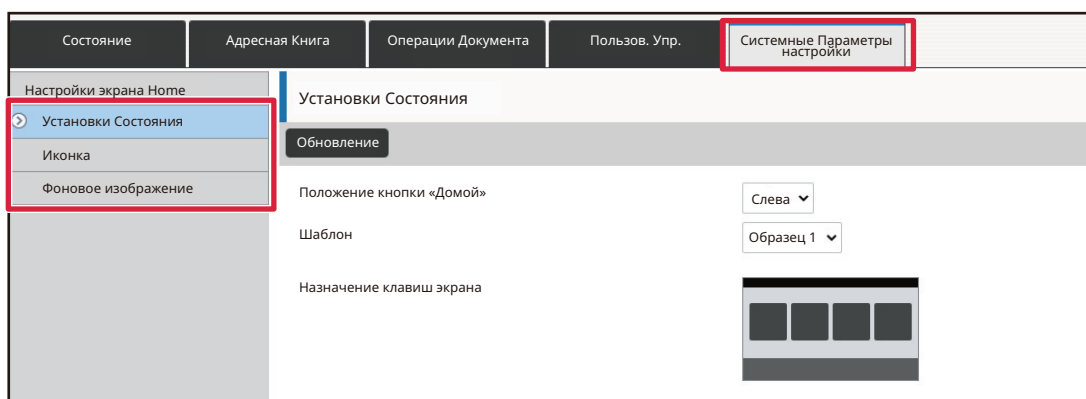 Состояние
Адресная Книга
Операции Документа
Пользов. Упр.
Системные Параметры
настройки
Настройки экрана Home
Установки Состояния
Иконка
Фоновое изображение
Установки Состояния
Обновление
Положение кнопки «Домой»
Слева
Шаблон
Образец 1
Назначение клавиш экрана